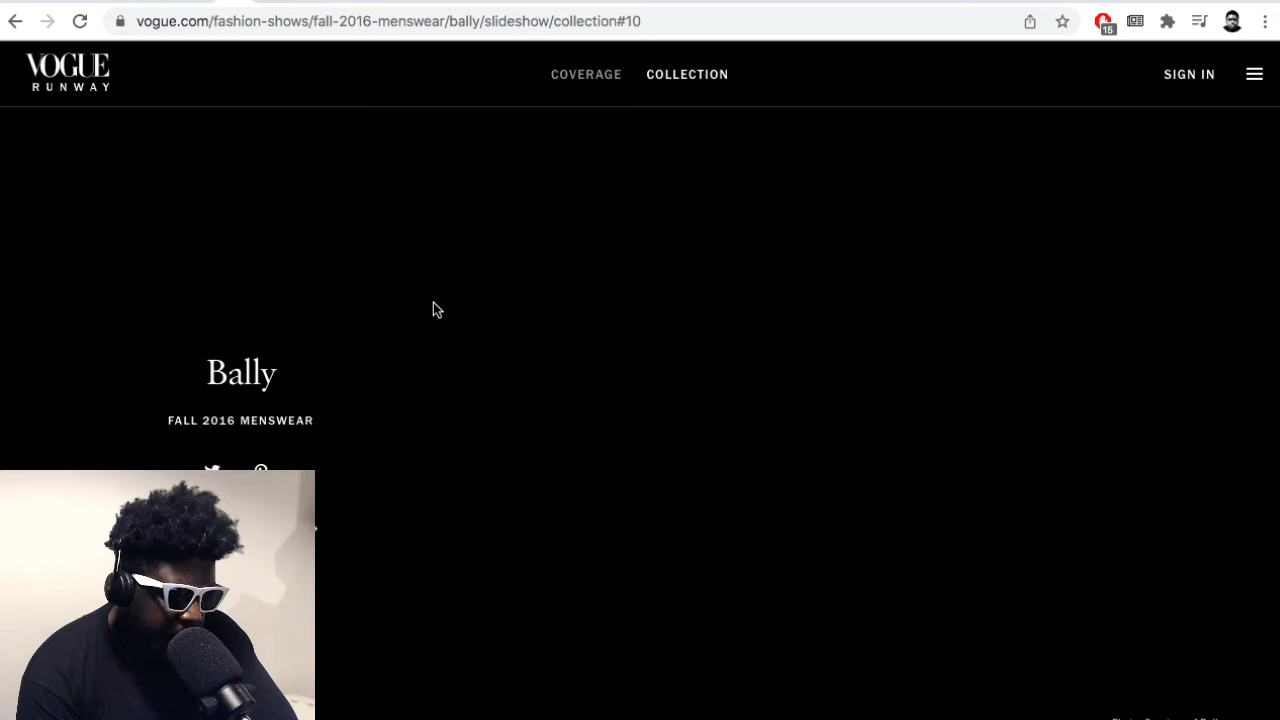 vogue.com/fashion-shows/fall-2016-menswear/bally/slideshow/collection#10
15
VOGUE
RUNWAY
COVERAGE
COLLECTION
SIGN IN
Bally
FALL 2016 MENSWEAR